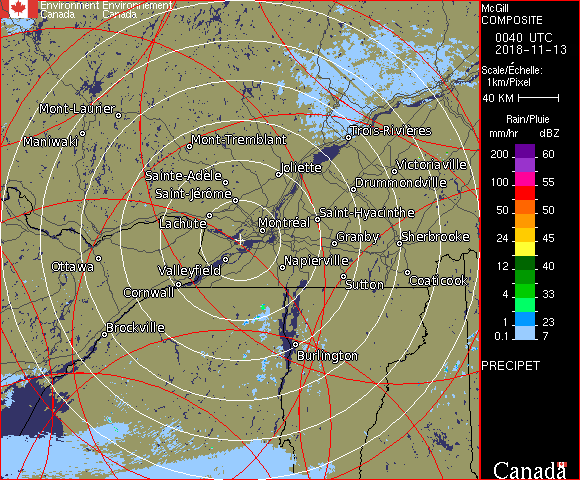 Environment Environnement
Canada Canada
McGill
COMPOSITE
0040 UTC
2018-11-13
Scale/Échelle:
1km/Pixel
40 KM
Rain/Pluie
mm/hr dBZ
200 60
100 55
50 50
24 45
12 40
4 33
1 23
0.1 7
PRECIPET
Canada
Mont-Laurier
Maniwaki
Mont-Tremblant
Trois-Rivières
Joliette
Victoriaville
Sainte-Adèle
Drummondville
Saint-Jérôme
Lachute
Saint-Hyacinthe
Montréal
Granby
Sherbrooke
Ottawa
Valleyfield
Napierville
Coaticook
Sutton
Cornwall
Brockville
Burlington